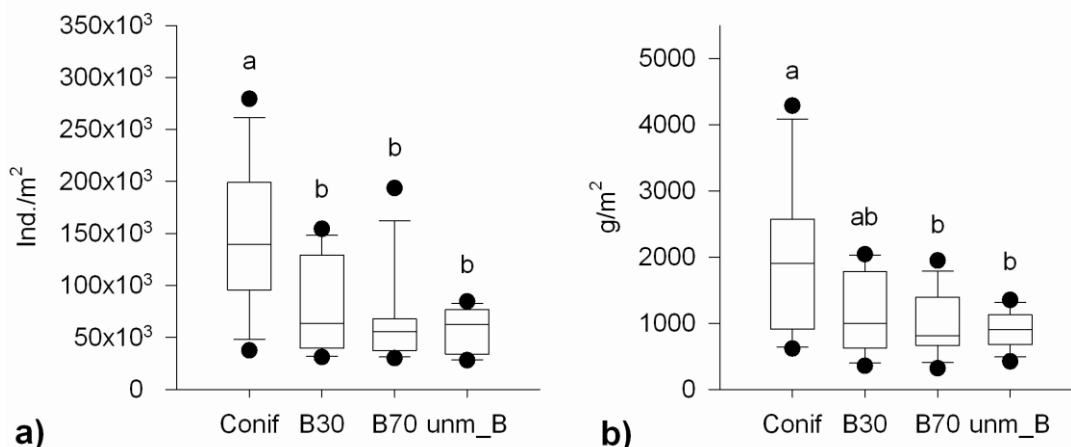 350x10³
300x10³
250x10³
200x10³
150x10³
100x10³
50x10³
0
Ind./m²
a
b
b
b
Conif B30 B70 unm_B
a)
5000
4000
3000
2000
1000
0
g/m²
a
ab
b
b
Conif B30 B70 unm_B
b)